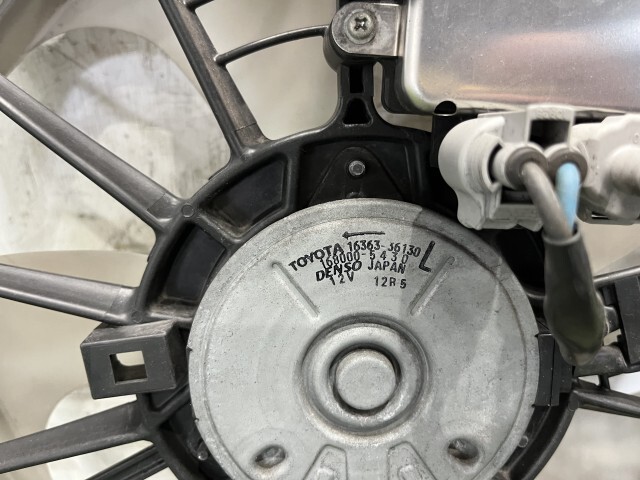 TOYOTA 16363-36130
168000-5430 L
DENSO JAPAN
12V 12R5